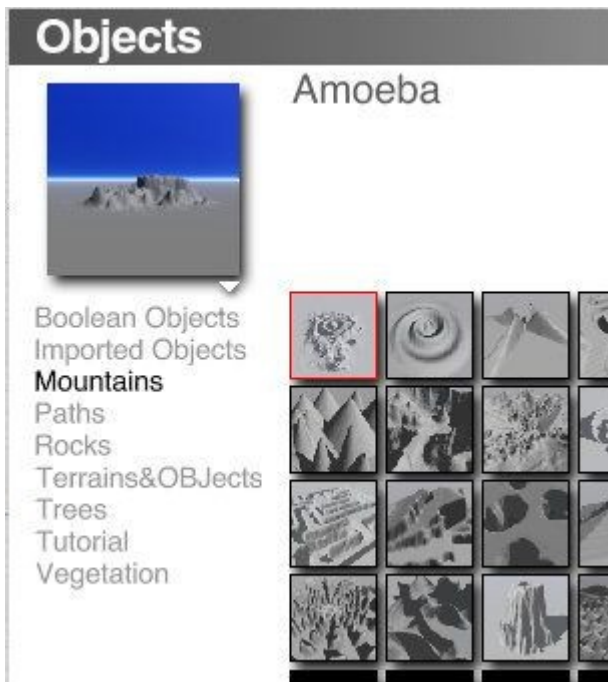 Objects
Amoeba
Boolean Objects
Imported Objects
Mountains
Paths
Rocks
Terrains&OBJects
Trees
Tutorial
Vegetation